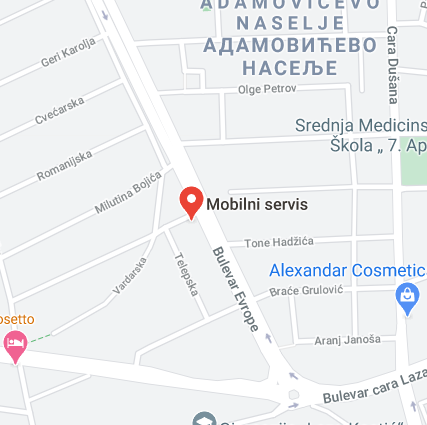 ADAMOVIĆEVO
NASELJE
АДАМОВИЋЕВО
НАСЕЉЕ
Geri Karolja
Cara Dušana
Olge Petrov
Cvećarska
Srednja Medicins
Škola „ 7. Ap
Romanijska
Milutina Bojića
Mobilni servis
Tone Hadžića
Bulevar Evrope
Vardarska
Telepska
Alexandar Cosmetic
Braće Grulović
osetto
Aranj Janoša
Bulevar cara Laza